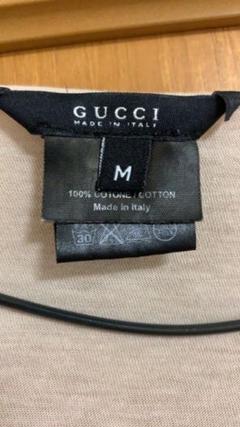 GUCCI
MADE IN ITALY
M
100% COTONE / COTTON
Made in Italy
30